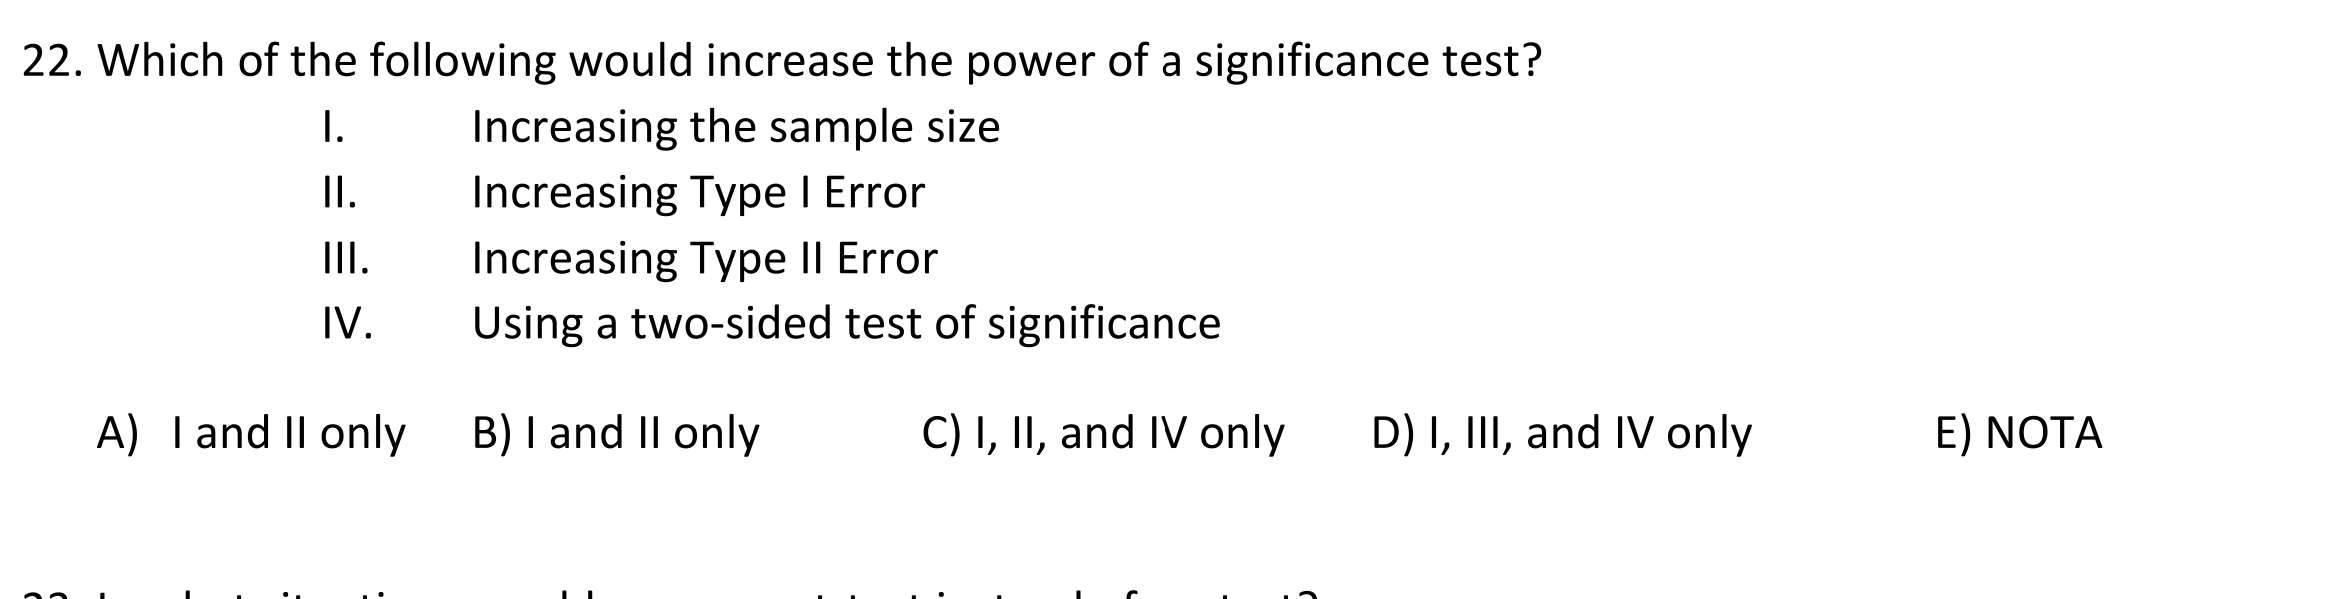 22. Which of the following would increase the power of a significance test?
I. Increasing the sample size
II. Increasing Type I Error
III. Increasing Type II Error
IV. Using a two-sided test of significance
A) I and II only B) I and II only C) I, II, and IV only D) I, III, and IV only E) NOTA